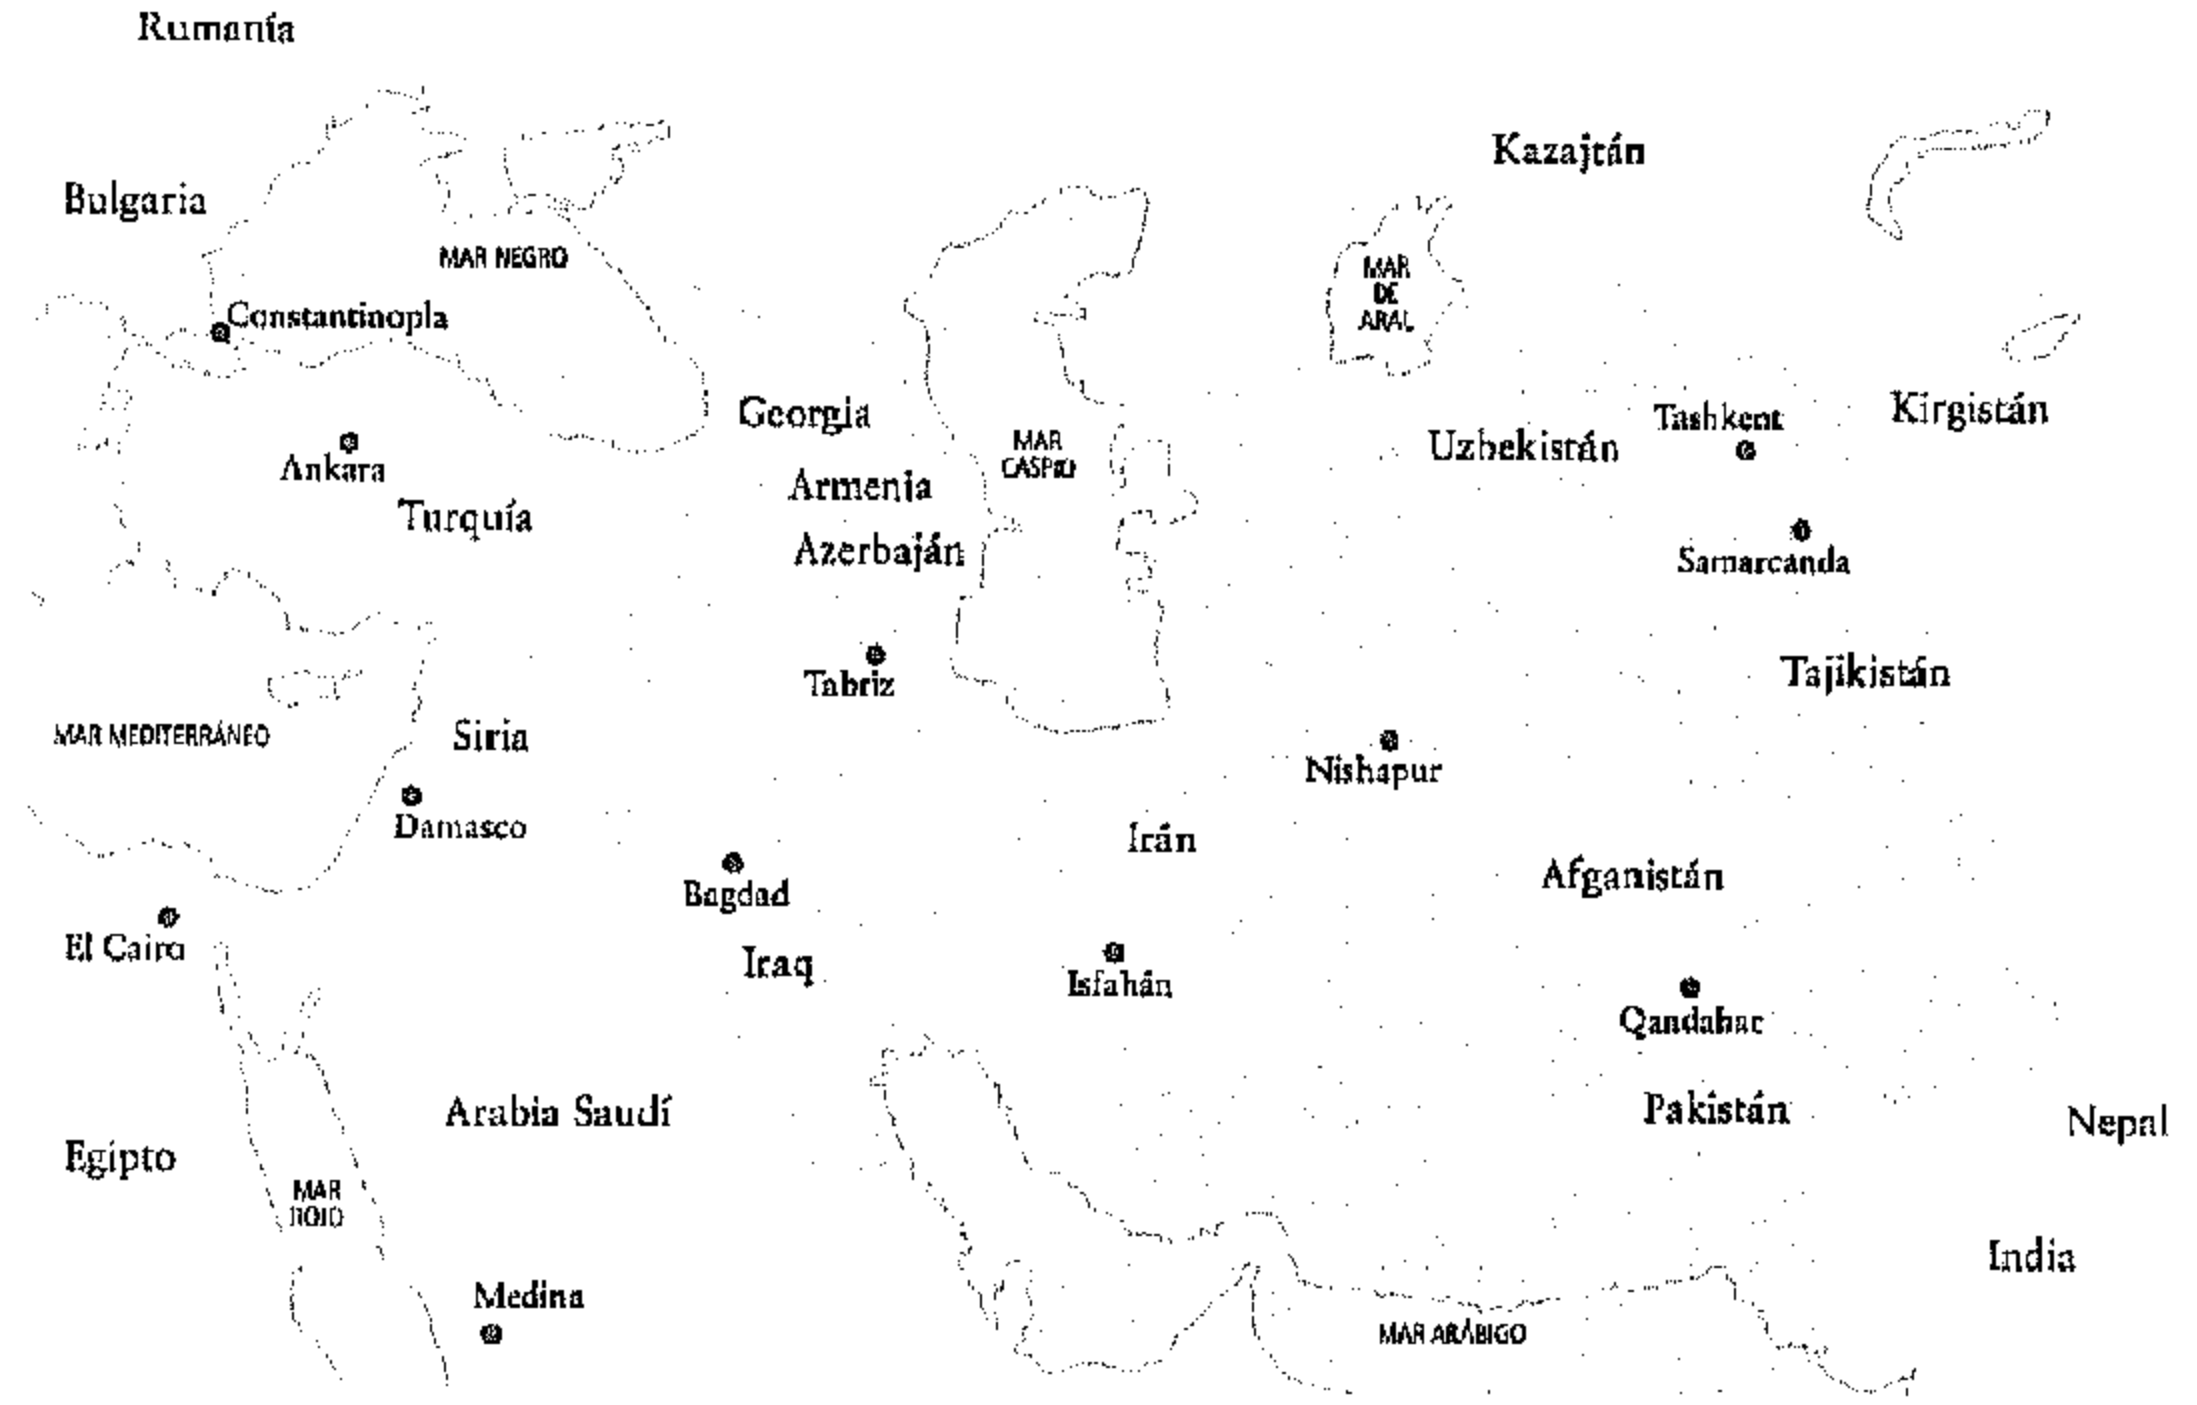 Rumanía
Kazajtán
Bulgaria
MAR NEGRO
MAR
DE
ARAL
Constantinopla
Georgia
Kirgistán
Tashkent
Uzbekistán
MAR
CASPIO
Ankara
Armenia
Turquía
Azerbaján
Samarcanda
Tajikistán
Tabriz
MAR MEDITERRÁNEO
Siria
Nishapur
Damasco
Irán
Afganistán
Bagdad
El Cairo
Iraq
Isfahán
Qandahar
Arabia Saudí
Pakistán
Nepal
Egipto
MAR
ROJO
India
Medina
MAR ARÁBIGO